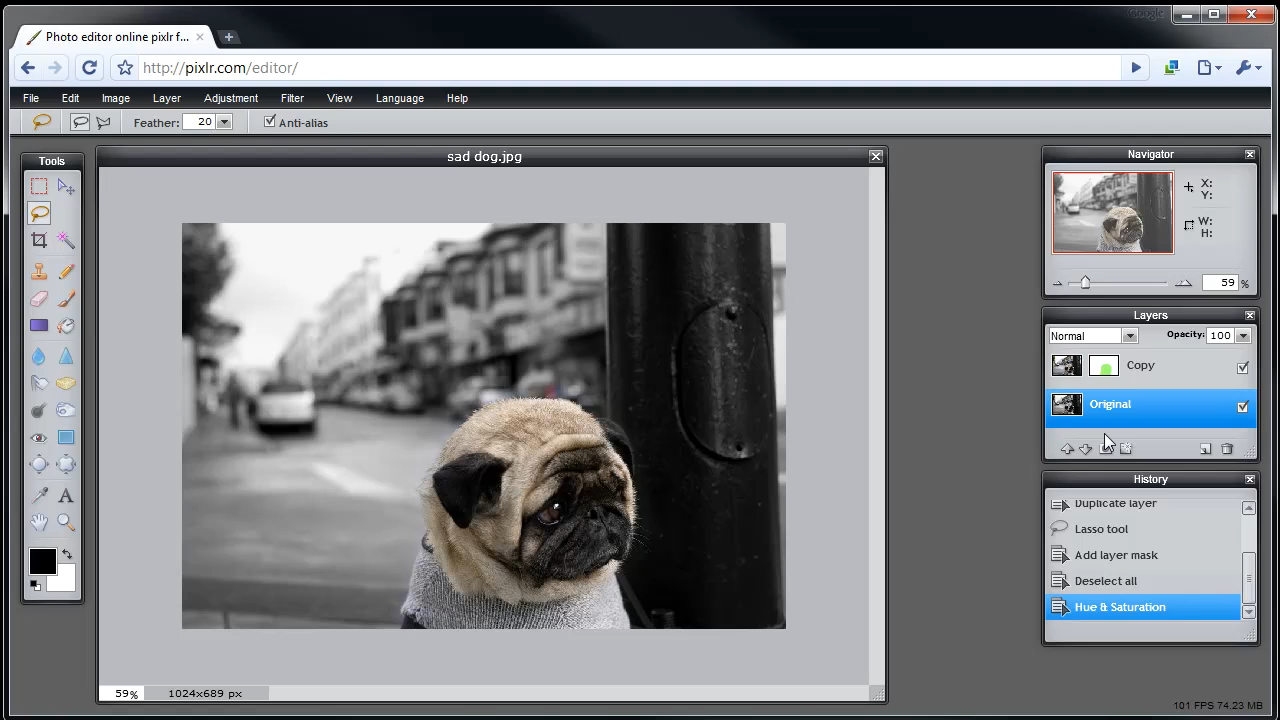 Google
Photo editor online pixlr f...
http://pixlr.com/editor/
File Edit Image Layer Adjustment Filter View Language Help
Feather: 20 Anti-alias
Tools
sad dog.jpg
59% 1024x689 px
Navigator
X:
Y:
W:
H:
59 %
Layers
Normal Opacity: 100
Copy
Original
History
Duplicate layer
Lasso tool
Add layer mask
Deselect all
Hue & Saturation
101 FPS 74.23 MB